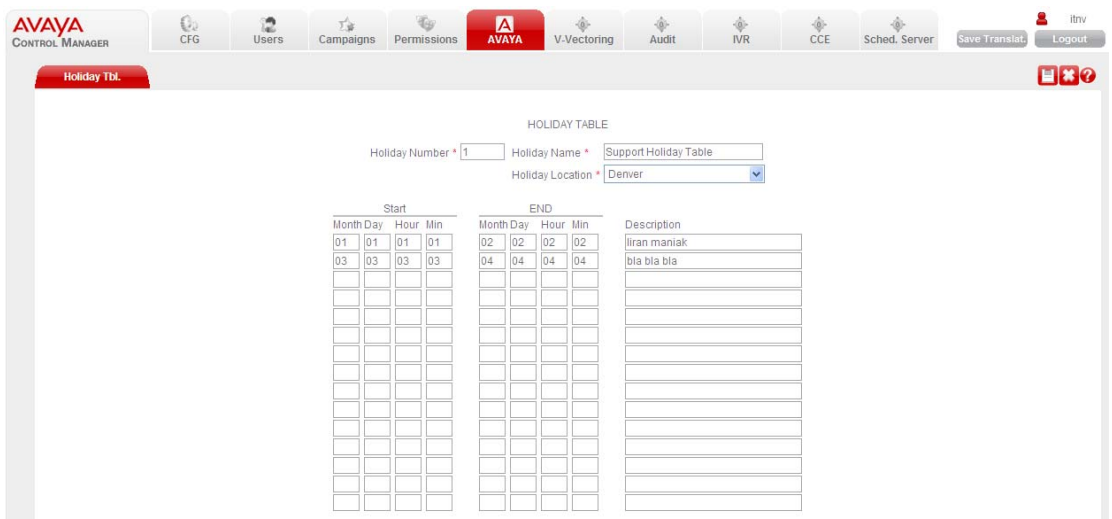 AVAYA
CONTROL MANAGER
CFG Users Campaigns Permissions AVAYA V-Vectoring Audit IVR CCE Sched. Server
itnv
Save Translat. Logout
Holiday Tbl.
HOLIDAY TABLE
Holiday Number * 1 Holiday Name * Support Holiday Table
Holiday Location * Denver
Start END
Month Day Hour Min Month Day Hour Min Description
01 01 01 01 02 02 02 02 liran maniak
03 03 03 03 04 04 04 04 bla bla bla